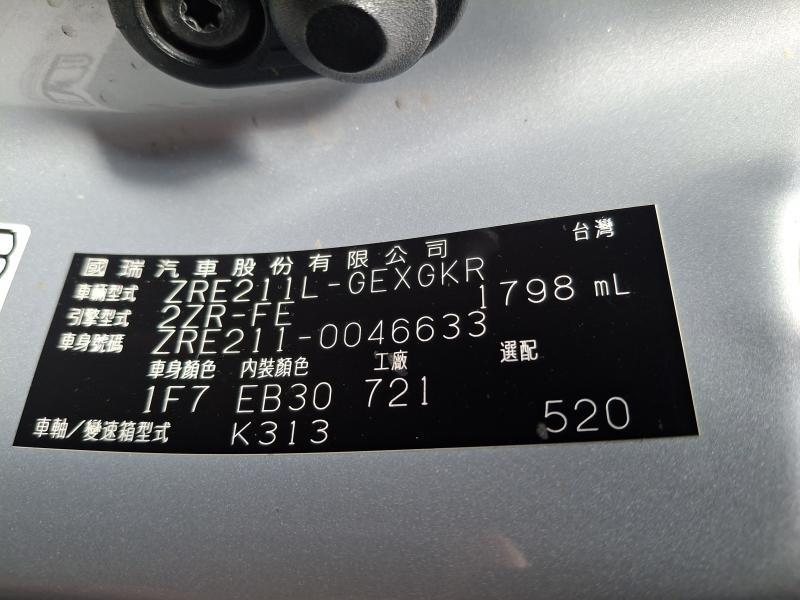 國瑞汽車股份有限公司 台灣
車輛型式 ZRE211L-GEXGKR
引擎型式 2ZR-FE 1798 mL
車身號碼 ZRE211-0046633
車身顏色 內裝顏色 工廠 選配
1F7 EB30 721
車軸/變速箱型式 K313 520